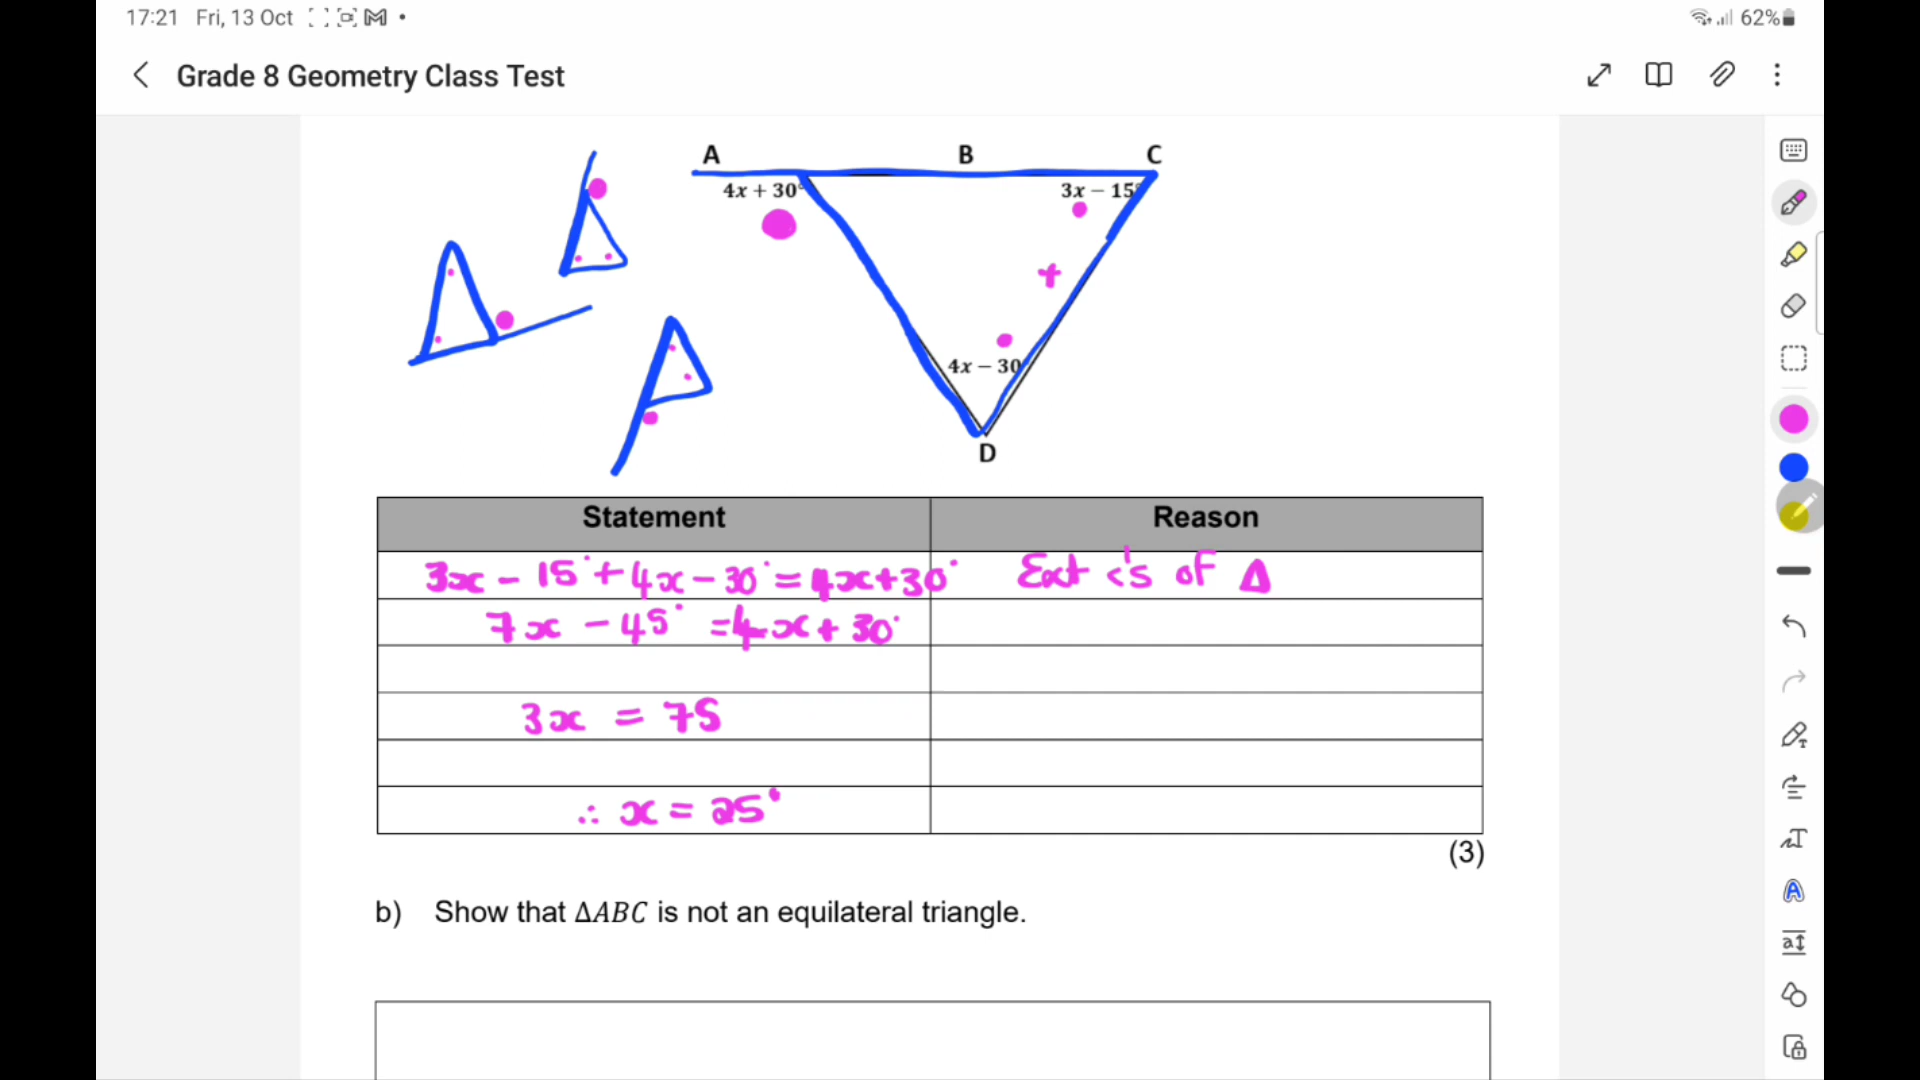 17:21 Fri, 13 Oct
62%
Grade 8 Geometry Class Test
A B C
4x + 30° 3x − 15°
4x − 30
D
Statement Reason
3x − 15° + 4x − 30° = 4x + 30° Ext <'s of Δ
7x − 45° = 4x + 30°
3x = 75
∴ x = 25°
(3)
b) Show that ΔABC is not an equilateral triangle.